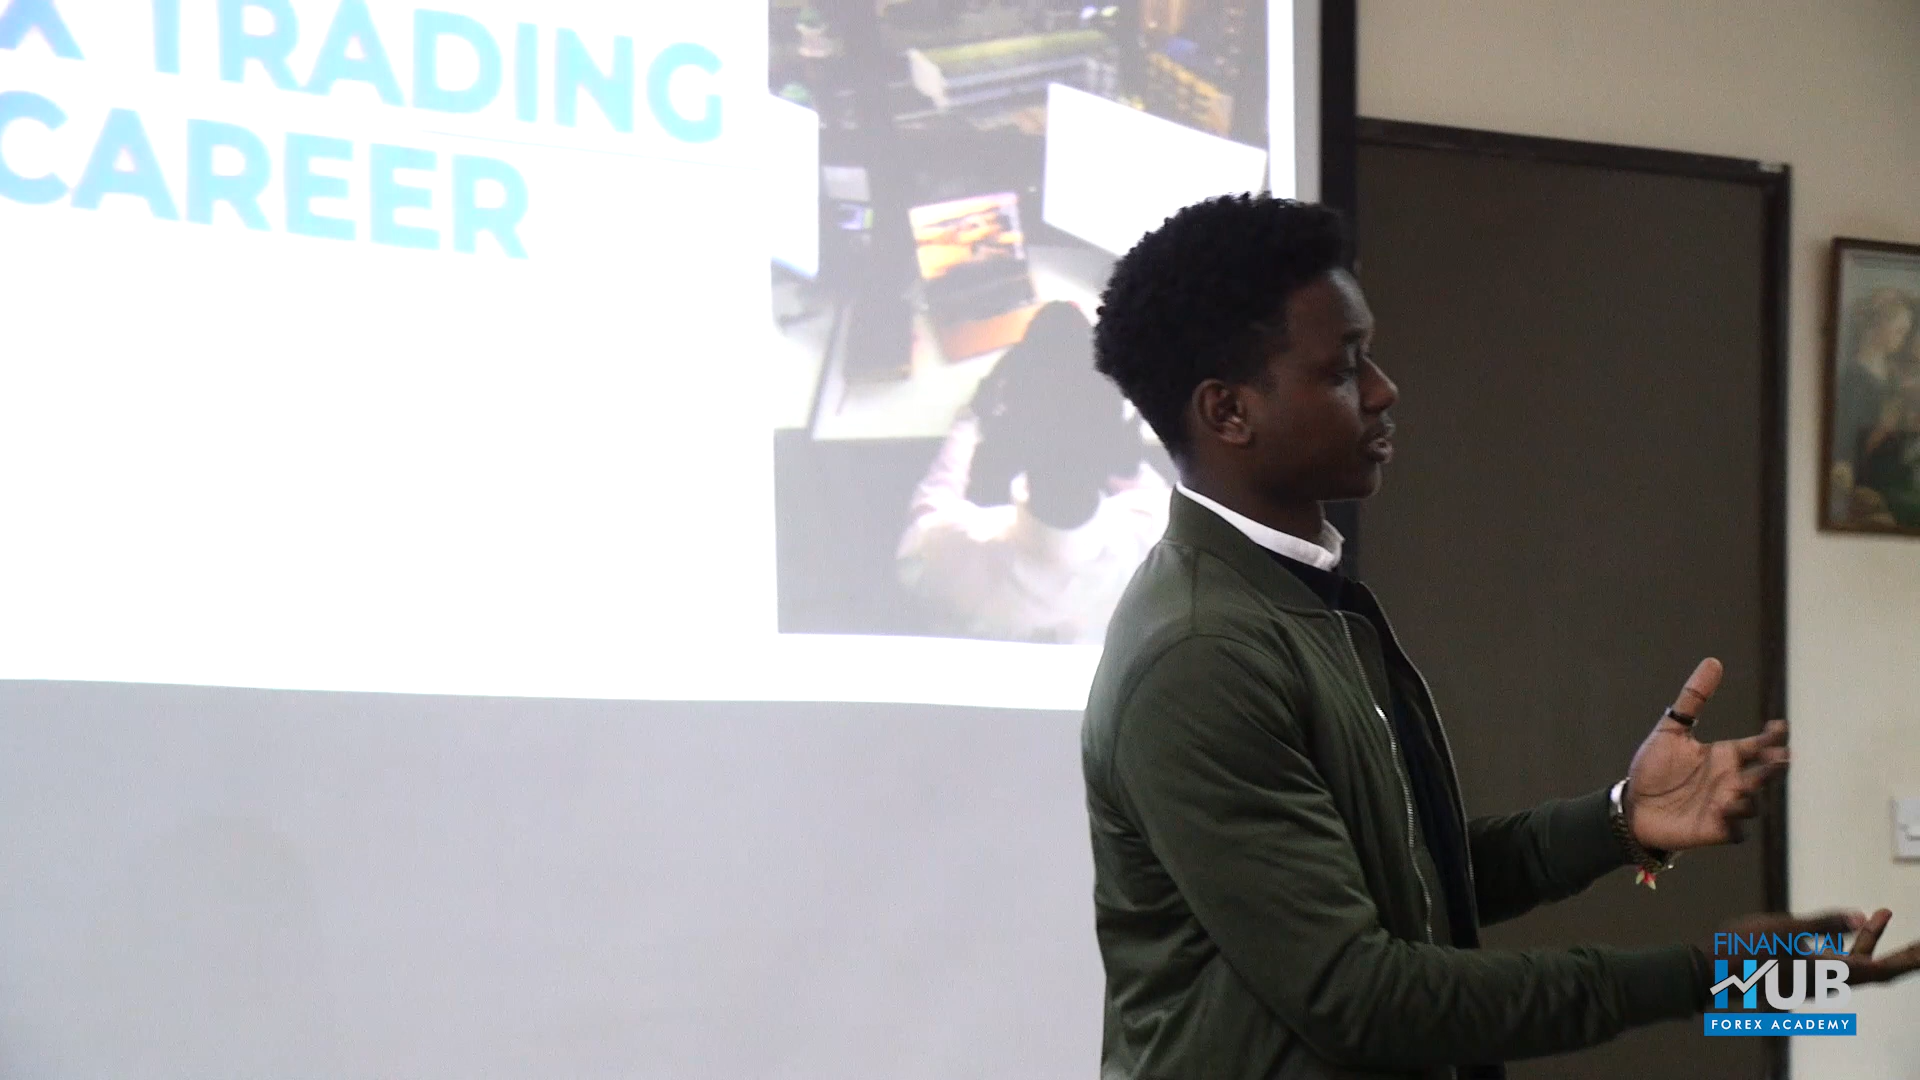 X TRADING
CAREER
FINANCIAL
HUB
FOREX ACADEMY